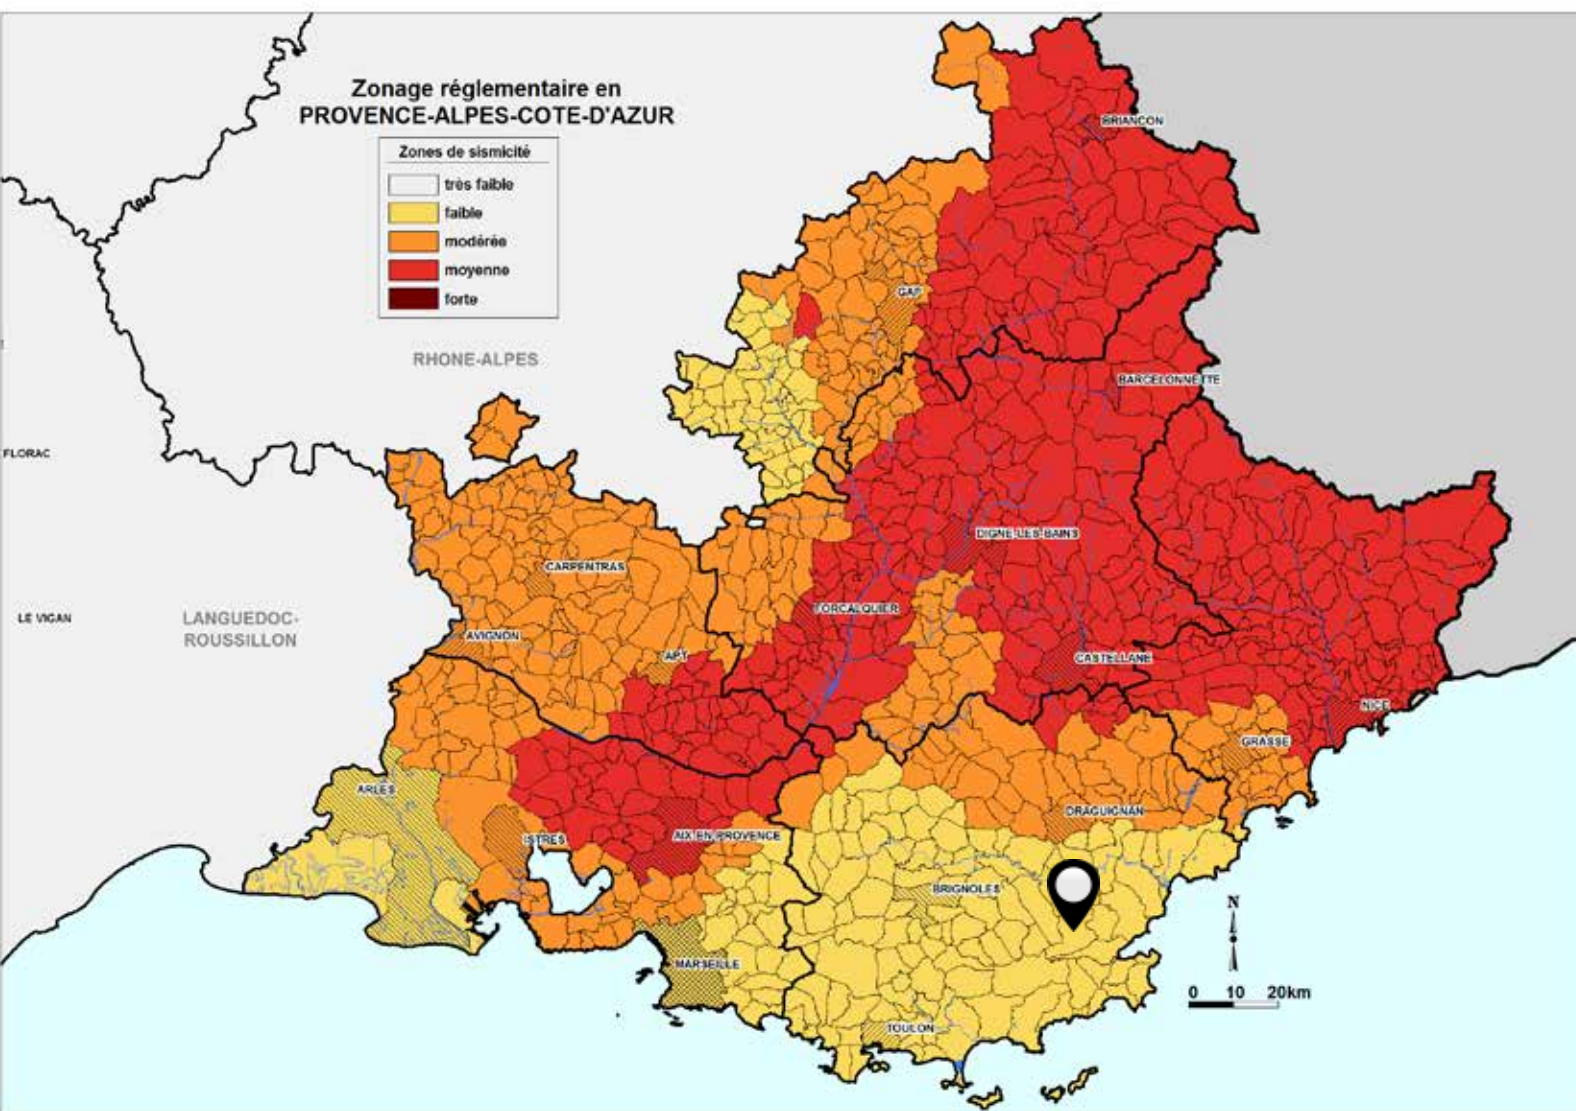 Zonage réglementaire en
PROVENCE-ALPES-COTE-D'AZUR
Zones de sismicité
très faible
faible
modérée
moyenne
forte
BRIANCON
GAP
RHONE-ALPES
BARCELONNETTE
FLORAC
DIGNE-LES-BAINS
CARPENTRAS
FORCALQUIER
LE VIGAN
LANGUEDOC-
ROUSSILLON
AVIGNON
APT
CASTELLANE
NICE
GRASSE
ARLES
DRAGUIGNAN
ISTRES
AIX-EN-PROVENCE
BRIGNOLES
N
MARSEILLE
0 10 20km
TOULON